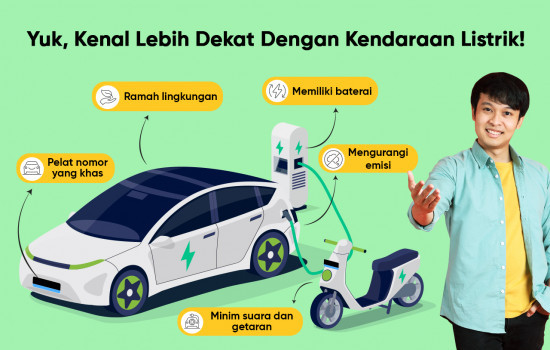 Yuk, Kenal Lebih Dekat Dengan Kendaraan Listrik!
Ramah lingkungan
Memiliki baterai
Pelat nomor
yang khas
Mengurangi
emisi
Minim suara dan
getaran